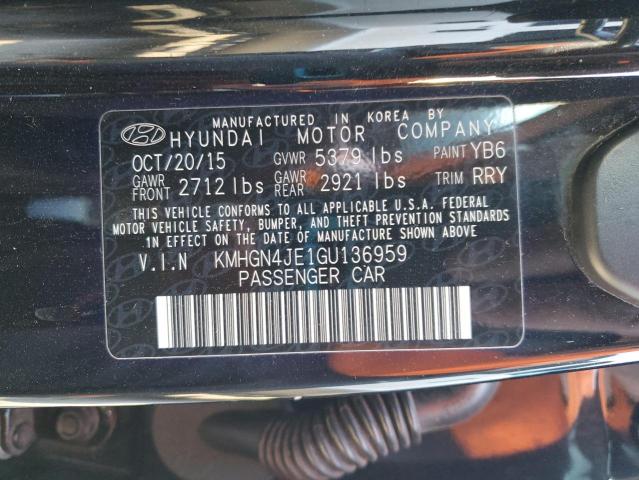 MANUFACTURED IN KOREA BY
HYUNDAI MOTOR COMPANY
OCT/20/15 GVWR 5379 lbs PAINT YB6
GAWR FRONT 2712 lbs GAWR REAR 2921 lbs TRIM RRY
THIS VEHICLE CONFORMS TO ALL APPLICABLE U.S.A. FEDERAL
MOTOR VEHICLE SAFETY, BUMPER, AND THEFT PREVENTION STANDARDS
IN EFFECT ON THE DATE OF MANUFACTURE SHOWN ABOVE
V.I.N KMHGN4JE1GU136959
PASSENGER CAR